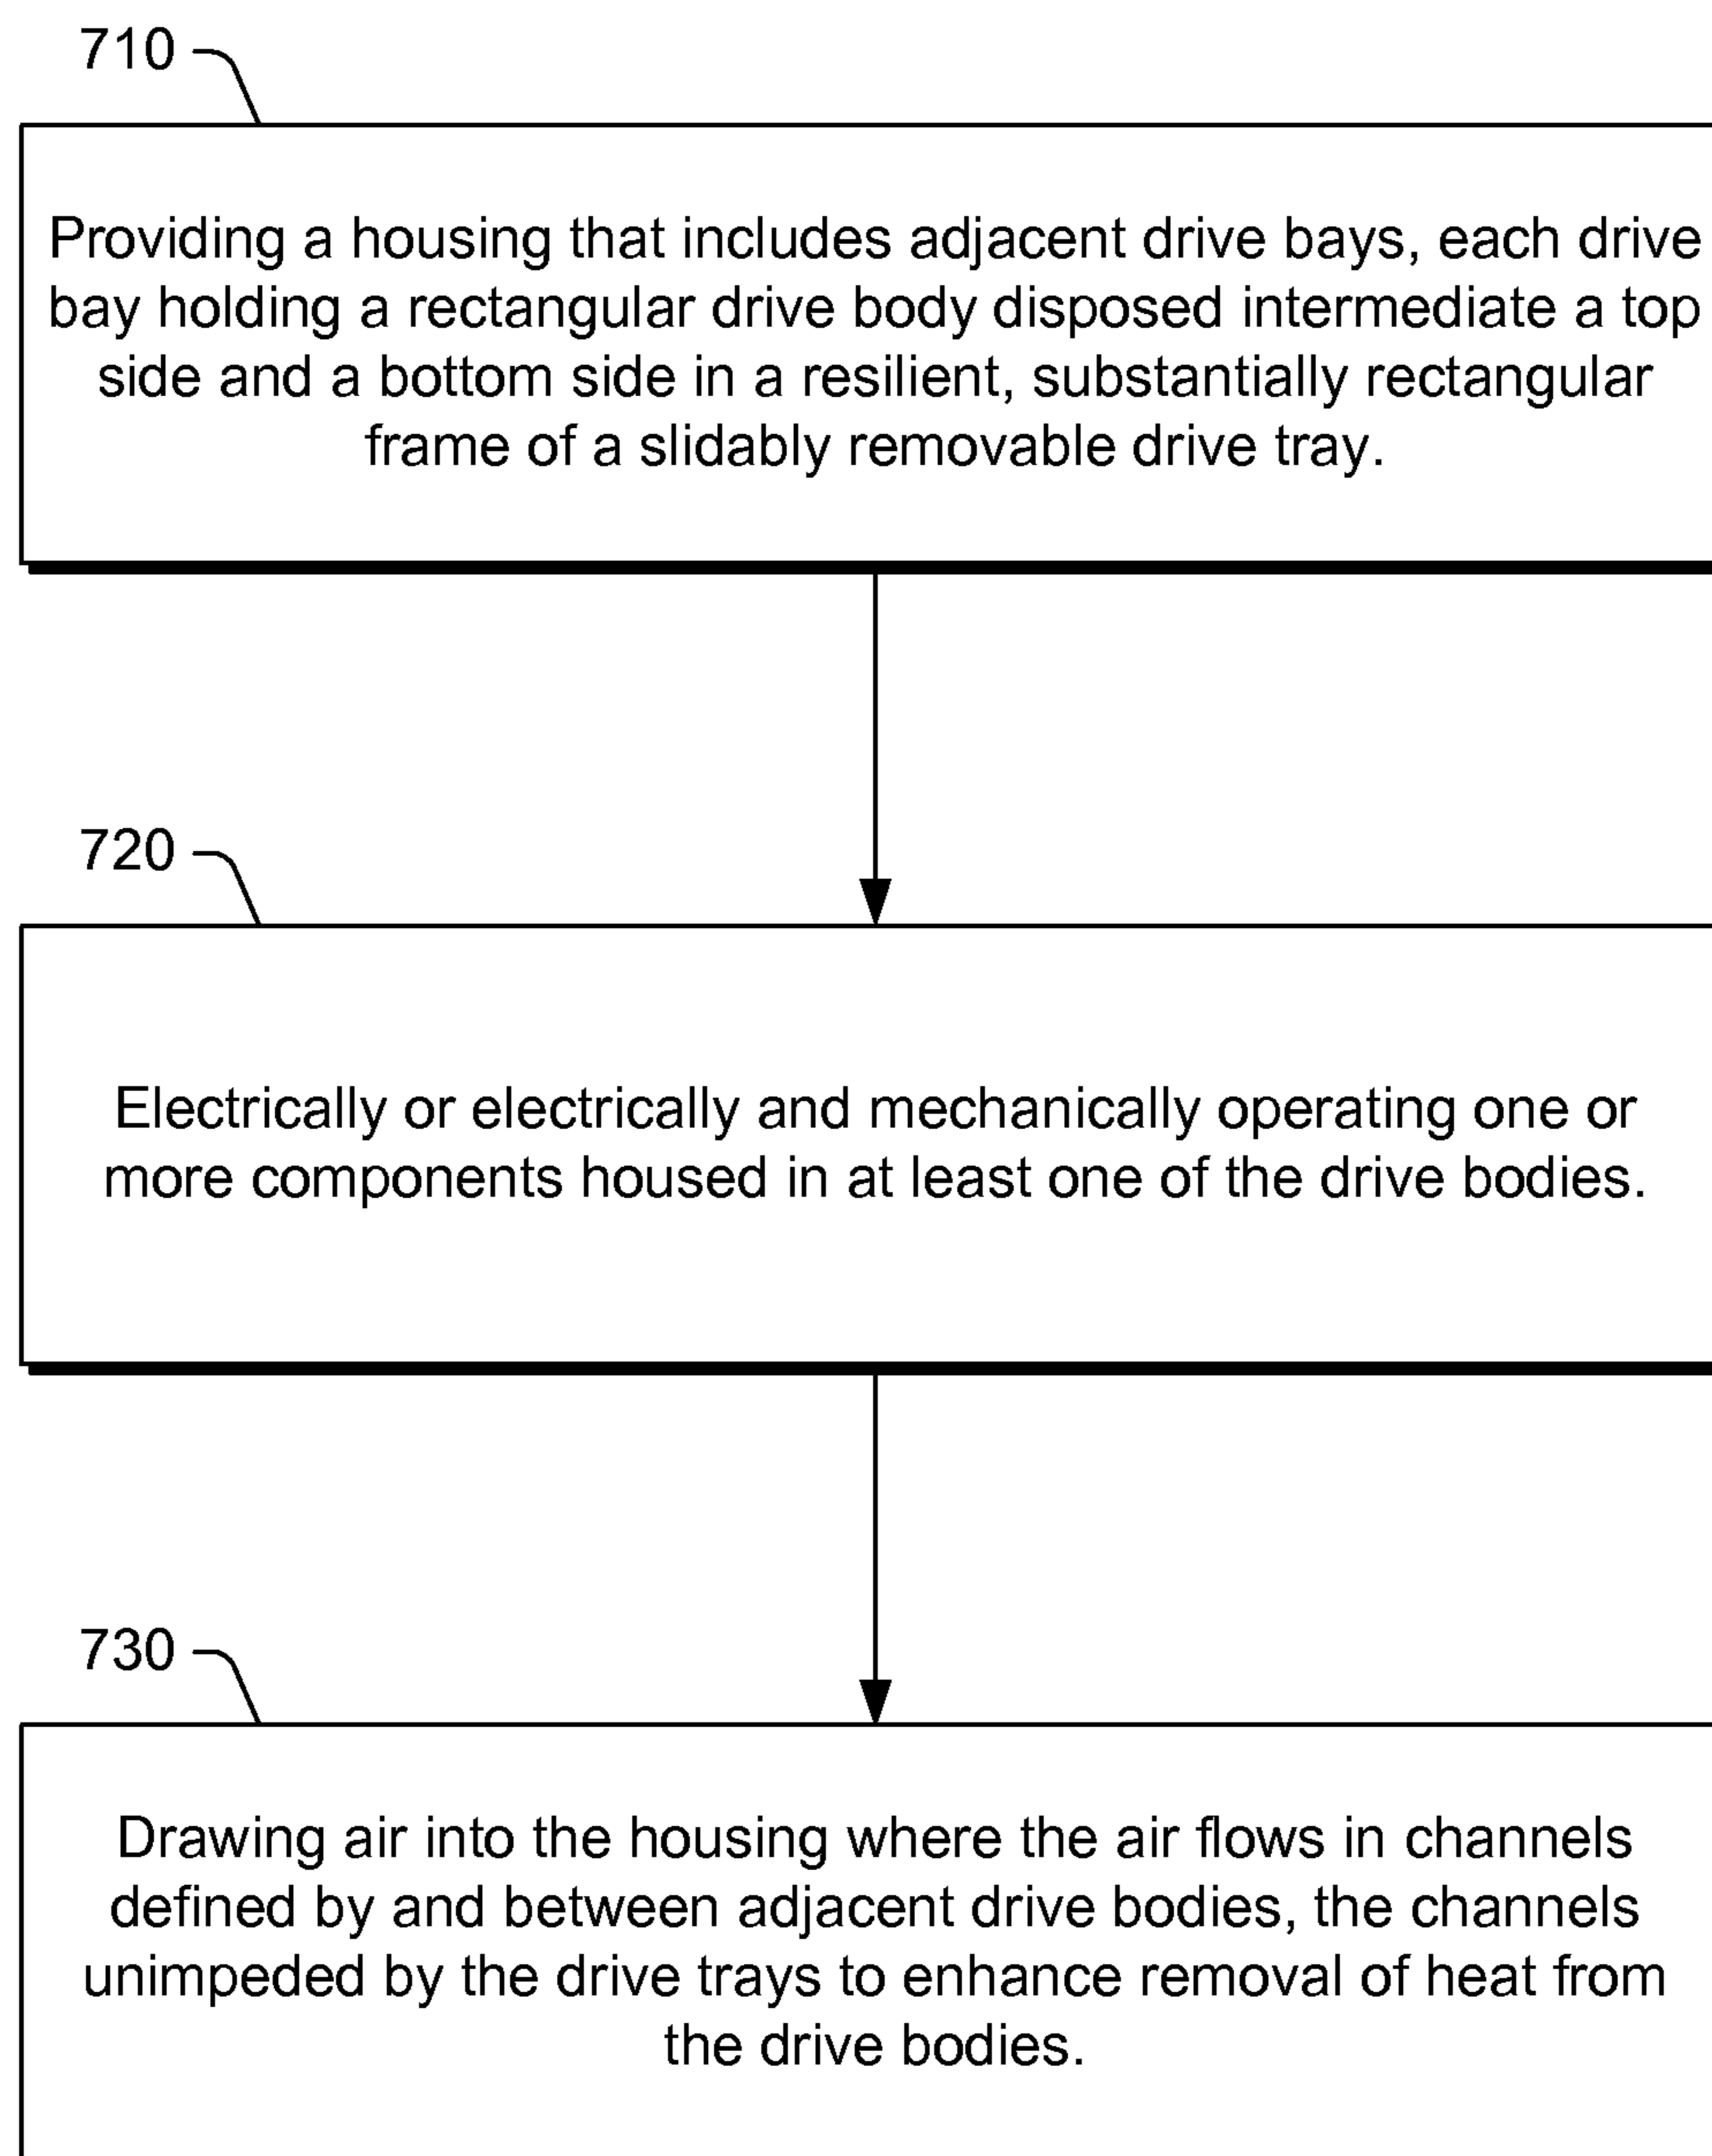 710
Providing a housing that includes adjacent drive bays, each drive
bay holding a rectangular drive body disposed intermediate a top
side and a bottom side in a resilient, substantially rectangular
frame of a slidably removable drive tray.
720
Electrically or electrically and mechanically operating one or
more components housed in at least one of the drive bodies.
730
Drawing air into the housing where the air flows in channels
defined by and between adjacent drive bodies, the channels
unimpeded by the drive trays to enhance removal of heat from
the drive bodies.